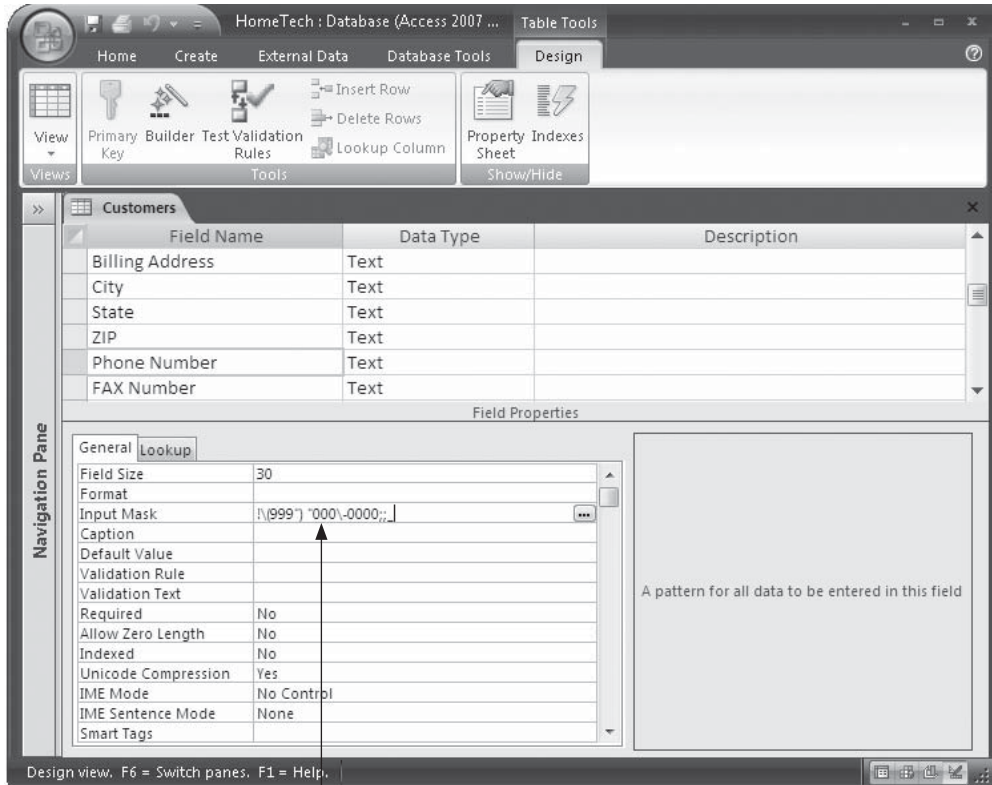 HomeTech : Database (Access 2007 ... Table Tools
Home Create External Data Database Tools Design
View
Primary Key
Builder
Test Validation Rules
Insert Row
Delete Rows
Lookup Column
Property Sheet
Indexes
Views Tools Show/Hide
Customers
Field Name Data Type Description
Billing Address Text
City Text
State Text
ZIP Text
Phone Number Text
FAX Number Text
Field Properties
Navigation Pane
General Lookup
Field Size 30
Format
Input Mask !\(999") "000\-0000;;_
Caption
Default Value
Validation Rule
Validation Text
Required No
Allow Zero Length No
Indexed No
Unicode Compression Yes
IME Mode No Control
IME Sentence Mode None
Smart Tags
A pattern for all data to be entered in this field
Design view. F6 = Switch panes. F1 = Help.